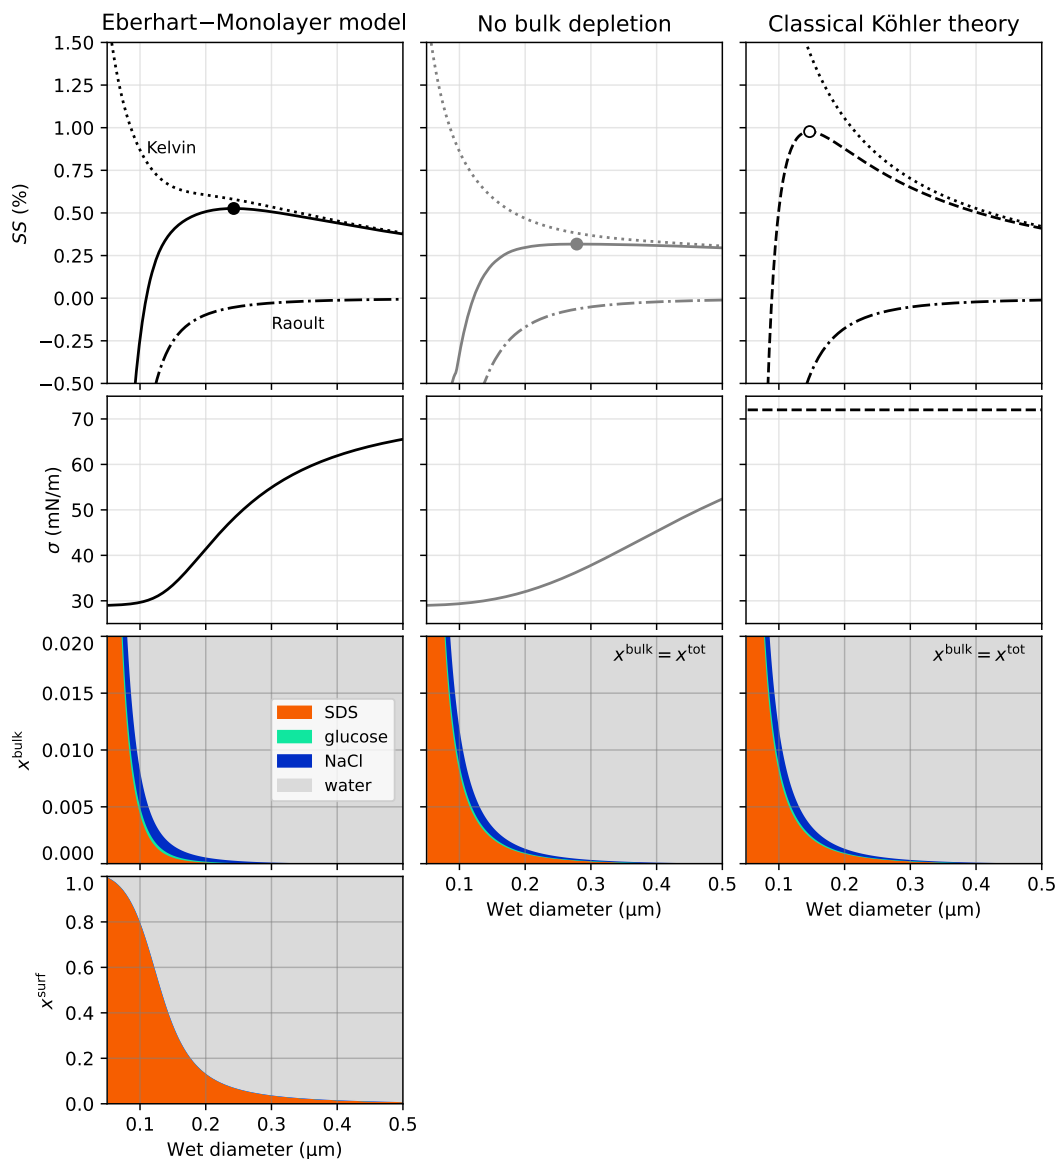 Eberhart−Monolayer model
No bulk depletion
Classical Köhler theory
1.50
1.25
1.00
0.75
0.50
0.25
0.00
−0.25
−0.50
SS (%)
Kelvin
Raoult
70
60
50
40
30
σ (mN/m)
0.020
0.015
0.010
0.005
0.000
x^bulk
SDS
glucose
NaCl
water
x^bulk = x^tot
x^bulk = x^tot
0.1 0.2 0.3 0.4 0.5
Wet diameter (μm)
0.1 0.2 0.3 0.4 0.5
Wet diameter (μm)
1.0
0.8
0.6
0.4
0.2
0.0
x^surf
0.1 0.2 0.3 0.4 0.5
Wet diameter (μm)